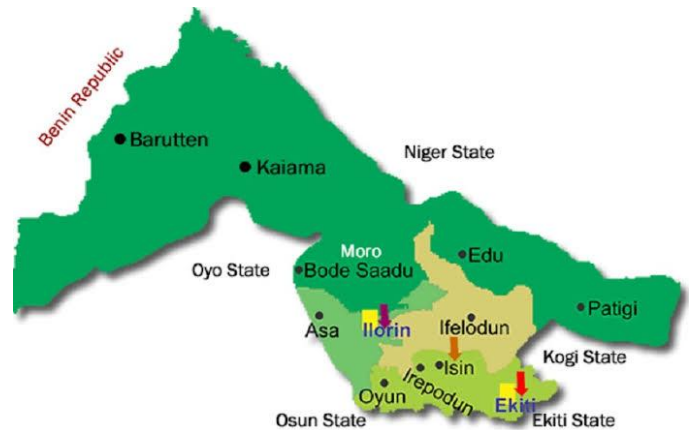 Benin Republic
Barutten
Kaiama
Niger State
Moro
Edu
Oyo State
Bode Saadu
Patigi
Asa
Ilorin
Ifelodun
Kogi State
Isin
Irepodun
Oyun
Ekiti
Osun State
Ekiti State